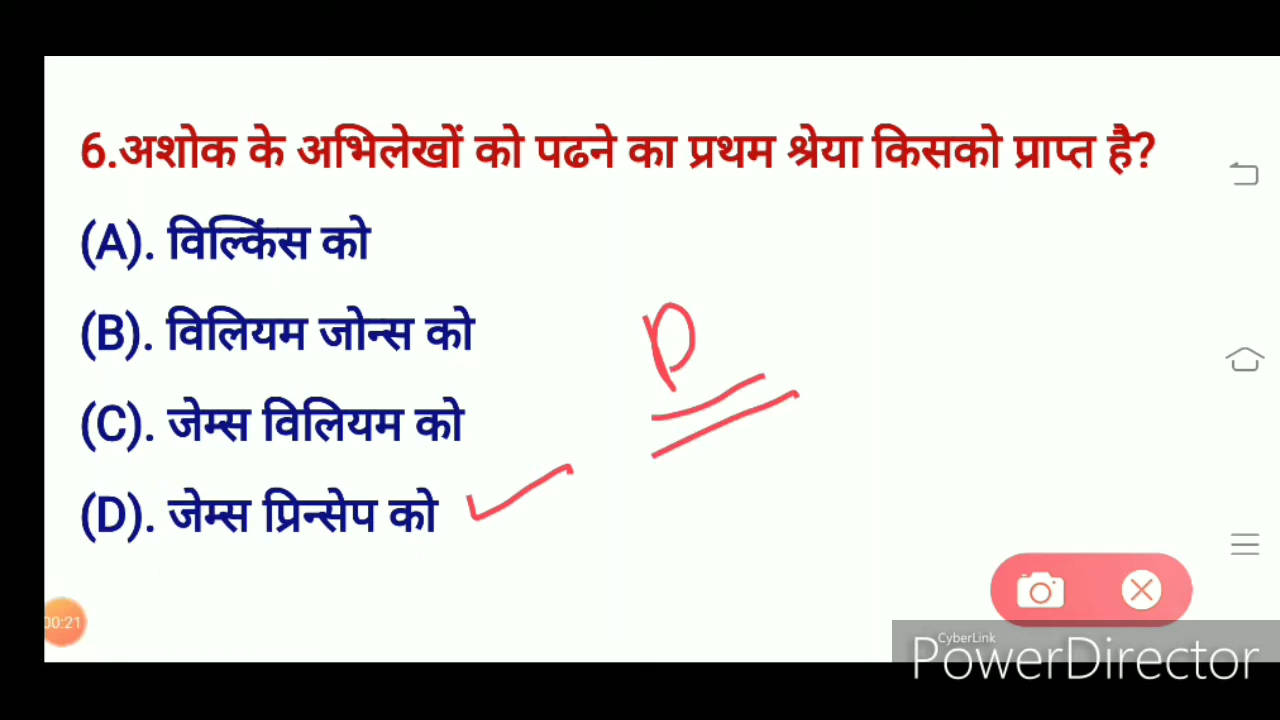 6.अशोक के अभिलेखों को पढने का प्रथम श्रेया किसको प्राप्त है?
(A). विल्किंस को
(B). विलियम जोन्स को
D
(C). जेम्स विलियम को
(D). जेम्स प्रिन्सेप को
00:21
CyberLink
PowerDirector